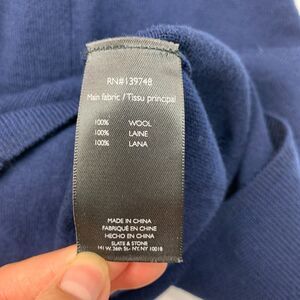 RN#139748
Main fabric / Tissu principal
100% WOOL
100% LAINE
100% LANA
MADE IN CHINA
FABRIQUÉ EN CHINE
HECHO EN CHINA
SLATE & STONE
141 W. 36th St., NY, NY 10018